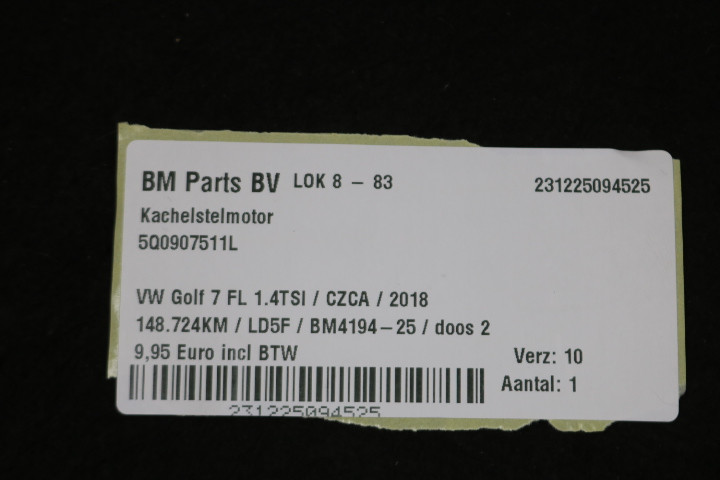 BM Parts BV LOK 8 - 83 231225094525
Kachelstelmotor
5Q0907511L
VW Golf 7 FL 1.4TSI / CZCA / 2018
148.724KM / LD5F / BM4194-25 / doos 2
9,95 Euro incl BTW Verz: 10
Aantal: 1
231225094525